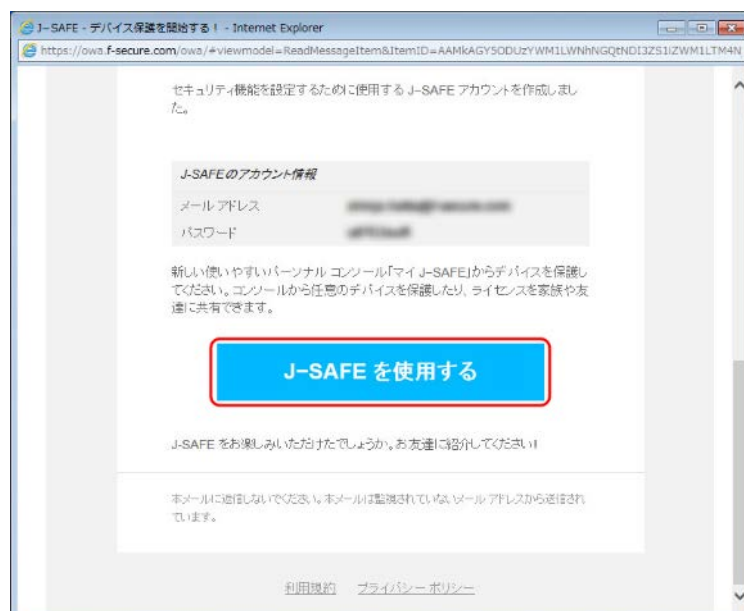 J-SAFE - デバイス保護を開始する！ - Internet Explorer
https://owa.f-secure.com/owa/#viewmodel=ReadMessageItem&ItemID=AAMkAGY5ODUzYWM1LWNhNGQtNDI3ZS1iZWM1LTM4N
セキュリティ機能を設定するために使用する J-SAFE アカウントを作成しまし
た。
J-SAFEのアカウント情報
メール アドレス
パスワード
新しい使いやすいパーソナル コンソール「マイ J-SAFE」からデバイスを保護し
てください。コンソールから任意のデバイスを保護したり、ライセンスを家族や友
達に共有できます。
J-SAFE を使用する
J-SAFE をお楽しみいただけたでしょうか。お友達に紹介してください!
本メールに返信しないでください。本メールは監視されていないメール アドレスから送信され
ています。
利用規約 プライバシー ポリシー